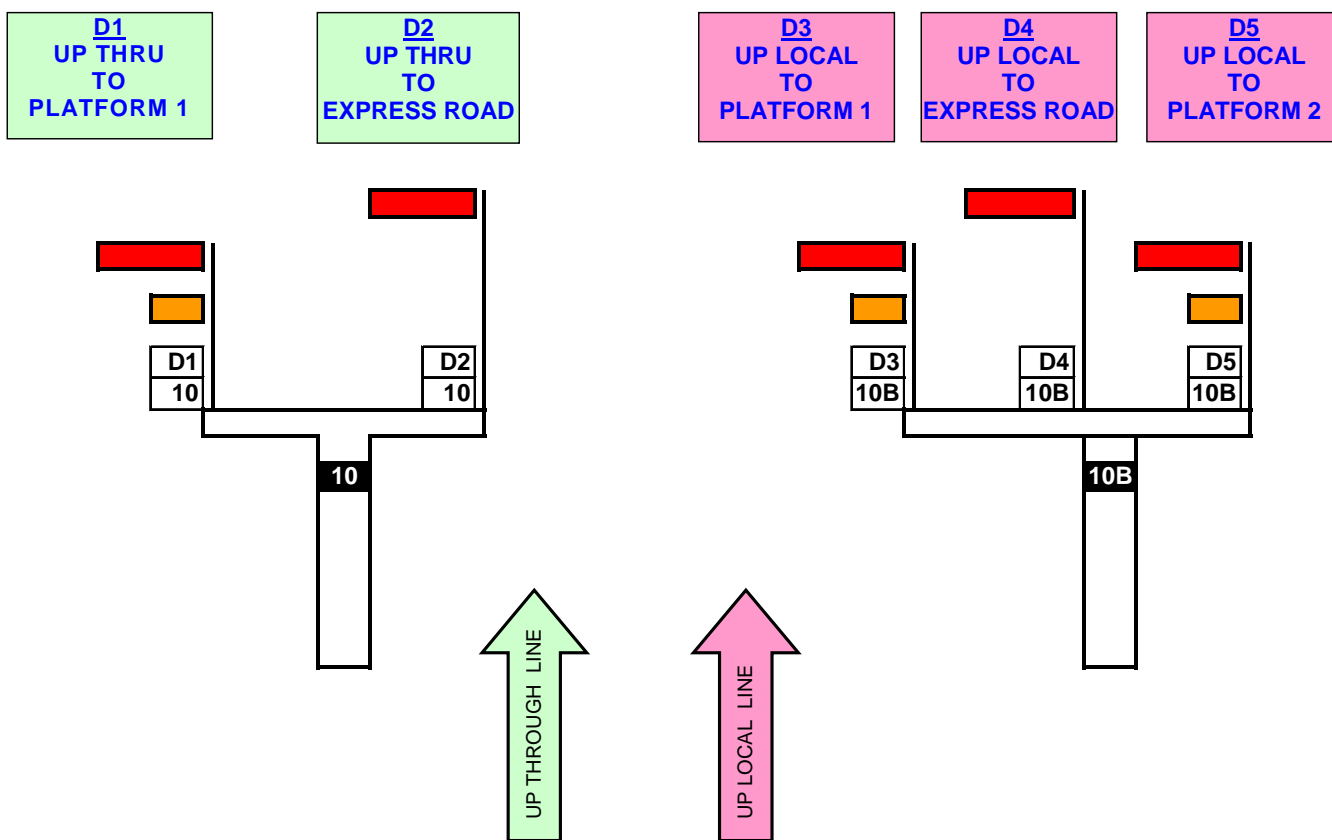 D1
UP THRU
TO
PLATFORM 1
D2
UP THRU
TO
EXPRESS ROAD
D3
UP LOCAL
TO
PLATFORM 1
D4
UP LOCAL
TO
EXPRESS ROAD
D5
UP LOCAL
TO
PLATFORM 2
D1
10
D2
10
D3
10B
D4
10B
D5
10B
10
10B
UP THROUGH LINE
UP LOCAL LINE